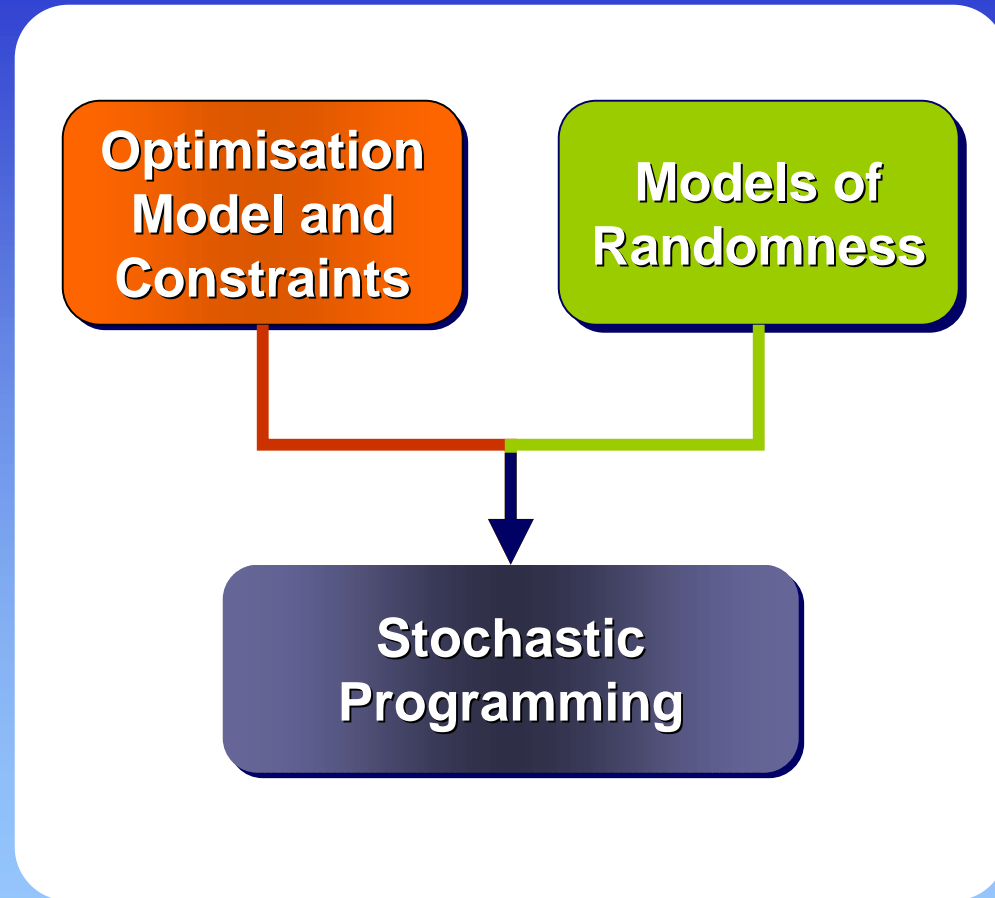 Optimisation
Model and
Constraints
Models of
Randomness
Stochastic
Programming